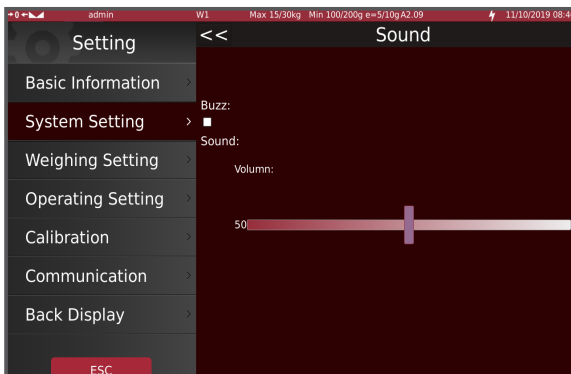 →0← admin W1 Max 15/30kg Min 100/200g e=5/10g A2.09 11/10/2019 08:4
Setting
<< Sound
Basic Information >
System Setting >
Weighing Setting >
Operating Setting >
Calibration >
Communication >
Back Display >
ESC
Buzz:
Sound:
Volumn:
50